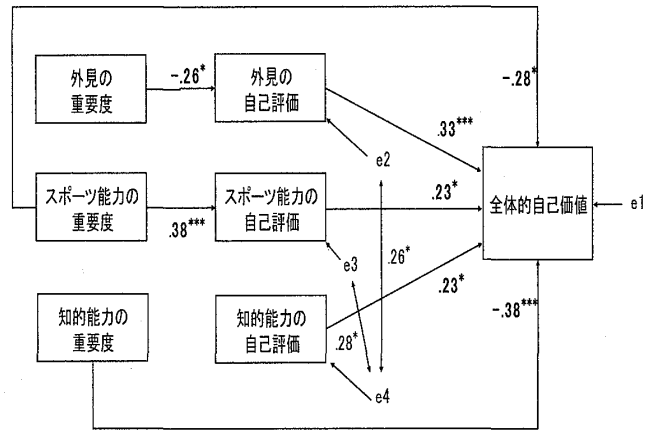 -.28*
外見の
重要度
-.26*
外見の
自己評価
.33***
e2
スポーツ能力の
重要度
.38***
スポーツ能力の
自己評価
.23*
全体的自己価値
e1
e3
.26*
.23*
知的能力の
重要度
知的能力の
自己評価
.28*
-.38***
e4